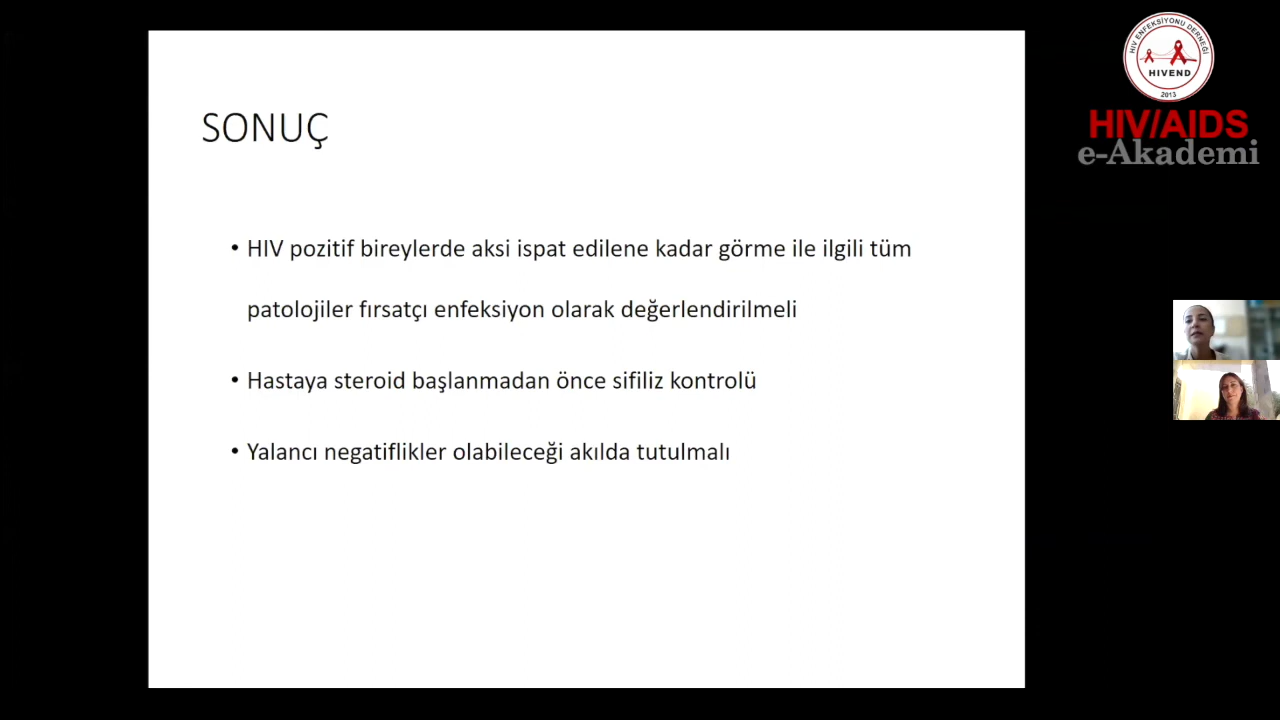 SONUÇ
• HIV pozitif bireylerde aksi ispat edilene kadar görme ile ilgili tüm
patolojiler fırsatçı enfeksiyon olarak değerlendirilmeli
• Hastaya steroid başlanmadan önce sifiliz kontrolü
• Yalancı negatiflikler olabileceği akılda tutulmalı
HIV ENFEKSİYONU DERNEĞİ
HIVEND
2013
HIV/AIDS
e-Akademi